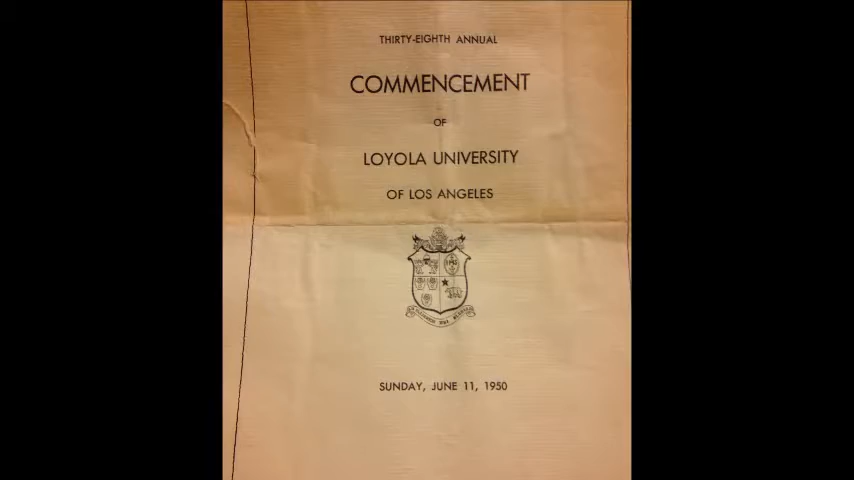 THIRTY-EIGHTH ANNUAL
COMMENCEMENT
OF
LOYOLA UNIVERSITY
OF LOS ANGELES
SUNDAY, JUNE 11, 1950